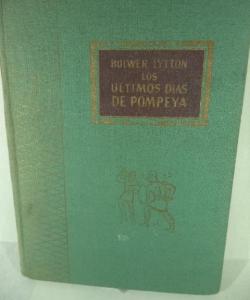 BULWER LYTTON
LOS
ULTIMOS DIAS
DE POMPEYA